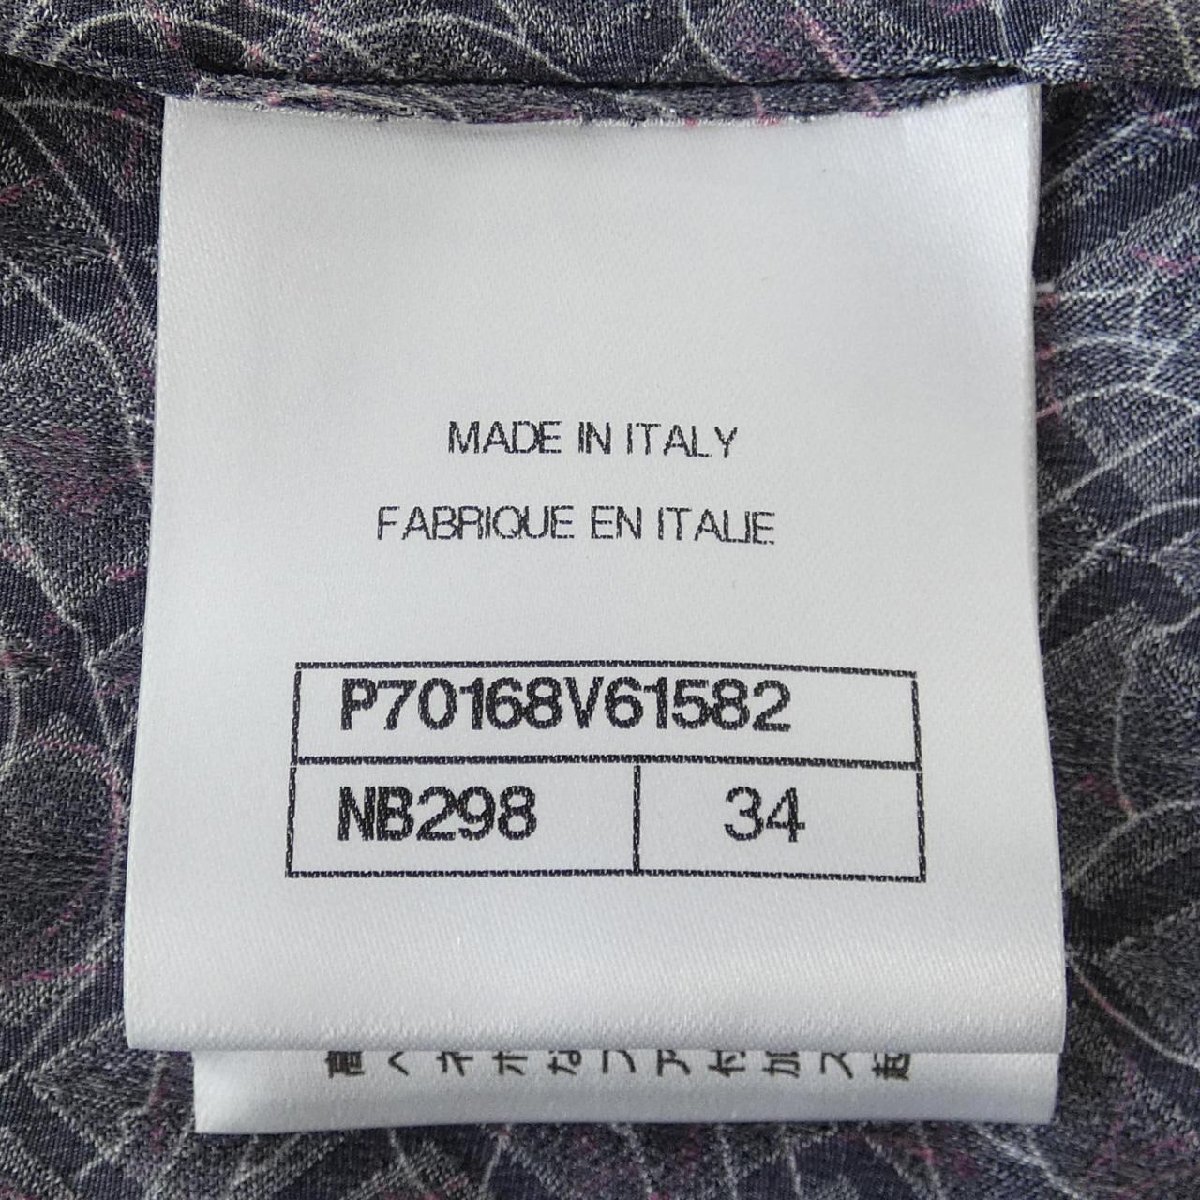 MADE IN ITALY
FABRIQUE EN ITALIE
P70168V61582
NB298 34